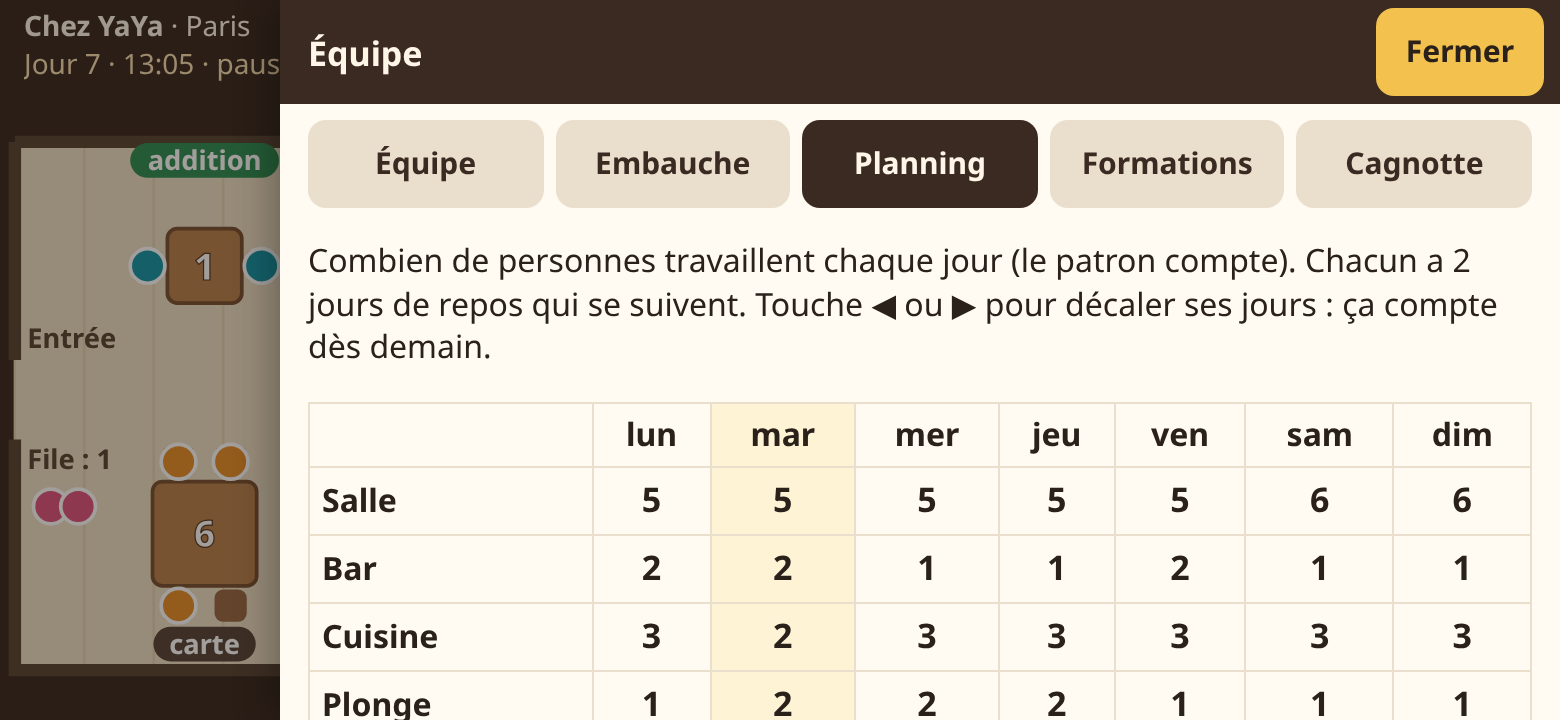 Chez YaYa · Paris
Jour 7 · 13:05 · paus
addition
1
Entrée
File : 1
6
carte
Équipe
Fermer
Équipe Embauche Planning Formations Cagnotte
Combien de personnes travaillent chaque jour (le patron compte). Chacun a 2
jours de repos qui se suivent. Touche ◀ ou ▶ pour décaler ses jours : ça compte
dès demain.
lun mar mer jeu ven sam dim
Salle 5 5 5 5 5 6 6
Bar 2 2 1 1 2 1 1
Cuisine 3 2 3 3 3 3 3
Plonge 1 2 2 2 1 1 1